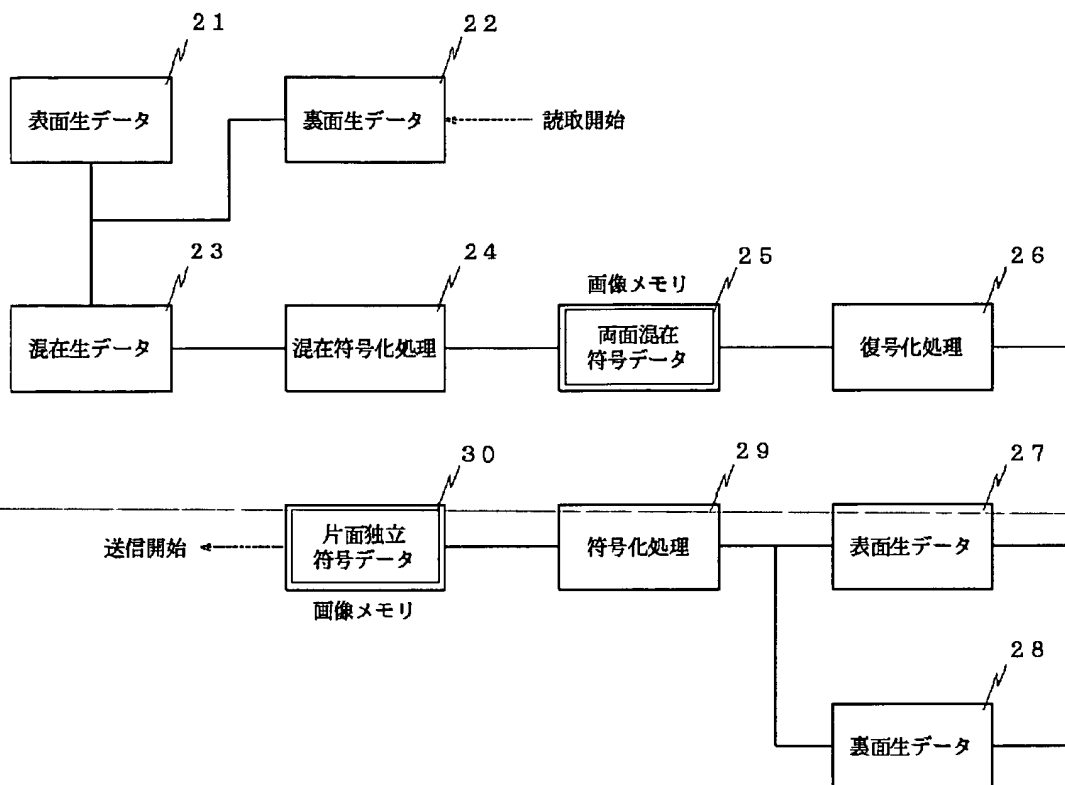 ２１
２２
表面生データ
裏面生データ
読取開始
２３
２４
２５
２６
画像メモリ
混在生データ
混在符号化処理
両面混在
符号データ
復号化処理
３０
２９
２７
送信開始
片面独立
符号データ
符号化処理
表面生データ
画像メモリ
２８
裏面生データ